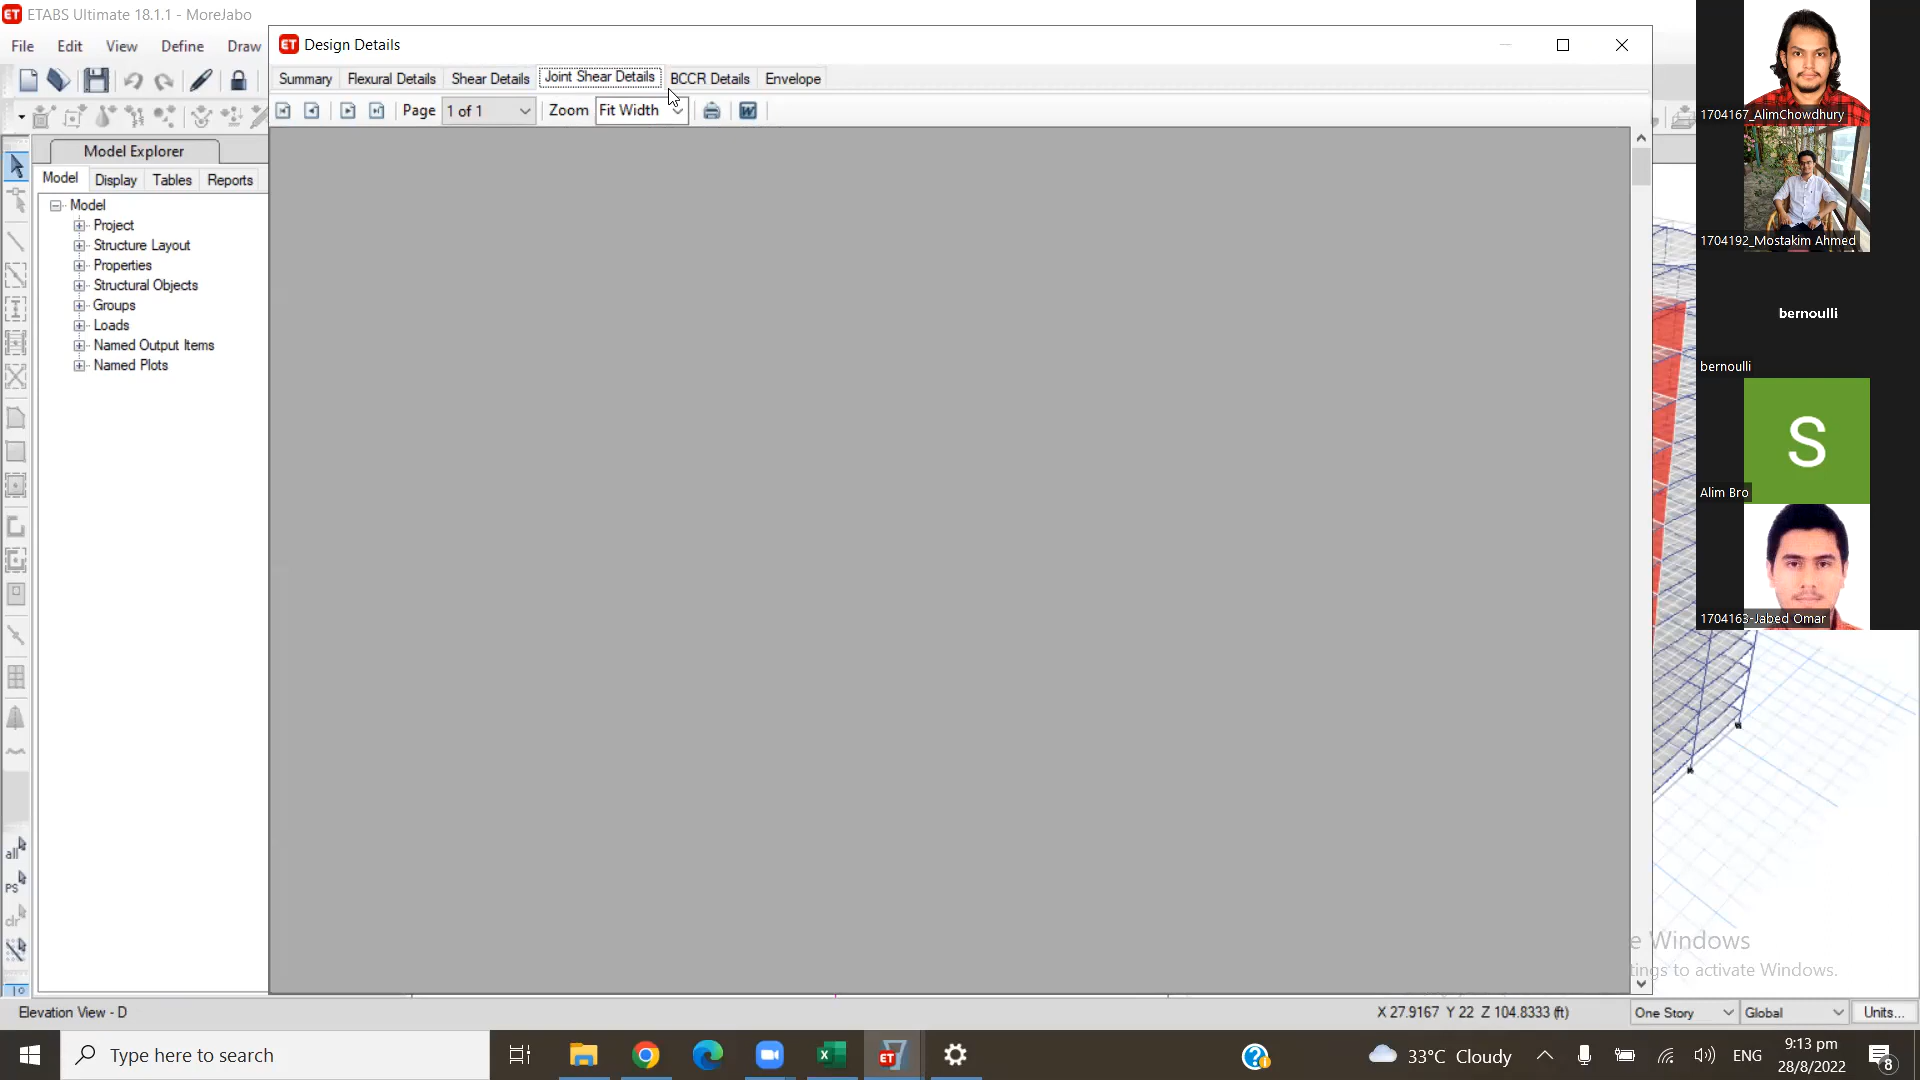 ETABS Ultimate 18.1.1 - MoreJabo
File Edit View Define Draw
Design Details
Summary Flexural Details Shear Details Joint Shear Details BCCR Details Envelope
Page 1 of 1 Zoom Fit Width
Model Explorer
Model Display Tables Reports
Model
Project
Structure Layout
Properties
Structural Objects
Groups
Loads
Named Output Items
Named Plots
all
PS
clr
1704167_AlimChowdhury
1704192_Mostakim Ahmed
bernoulli
bernoulli
S
Alim Bro
1704163-Jabed Omar
e Windows
tings to activate Windows.
Elevation View - D
X 27.9167 Y 22 Z 104.8333 (ft)
One Story Global Units...
Type here to search
33°C Cloudy
ENG
9:13 pm
28/8/2022
8